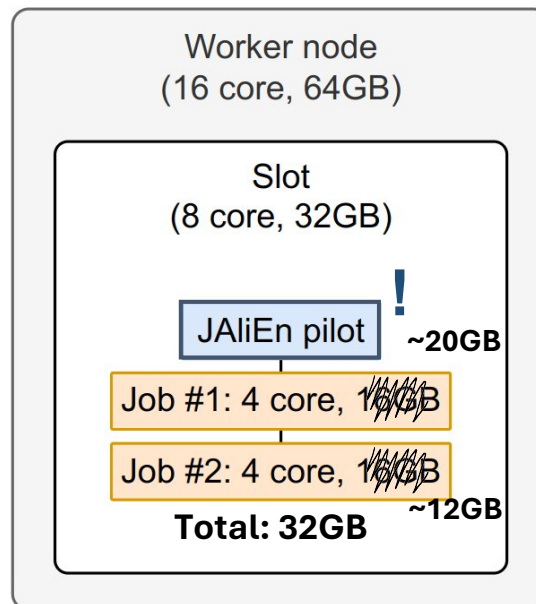 Worker node
(16 core, 64GB)
Slot
(8 core, 32GB)
!
JAliEn pilot
~20GB
Job #1: 4 core, 16GB
Job #2: 4 core, 16GB
~12GB
Total: 32GB